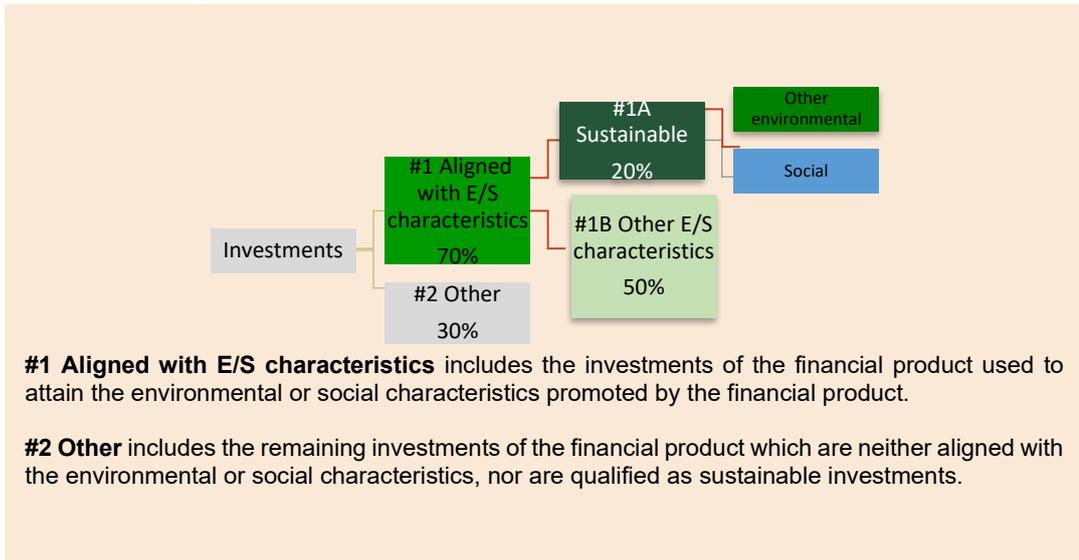 Investments
#1 Aligned
with E/S
characteristics
70%
#2 Other
30%
#1A
Sustainable
20%
#1B Other E/S
characteristics
50%
Other
environmental
Social
#1 Aligned with E/S characteristics includes the investments of the financial product used to
attain the environmental or social characteristics promoted by the financial product.
#2 Other includes the remaining investments of the financial product which are neither aligned with
the environmental or social characteristics, nor are qualified as sustainable investments.